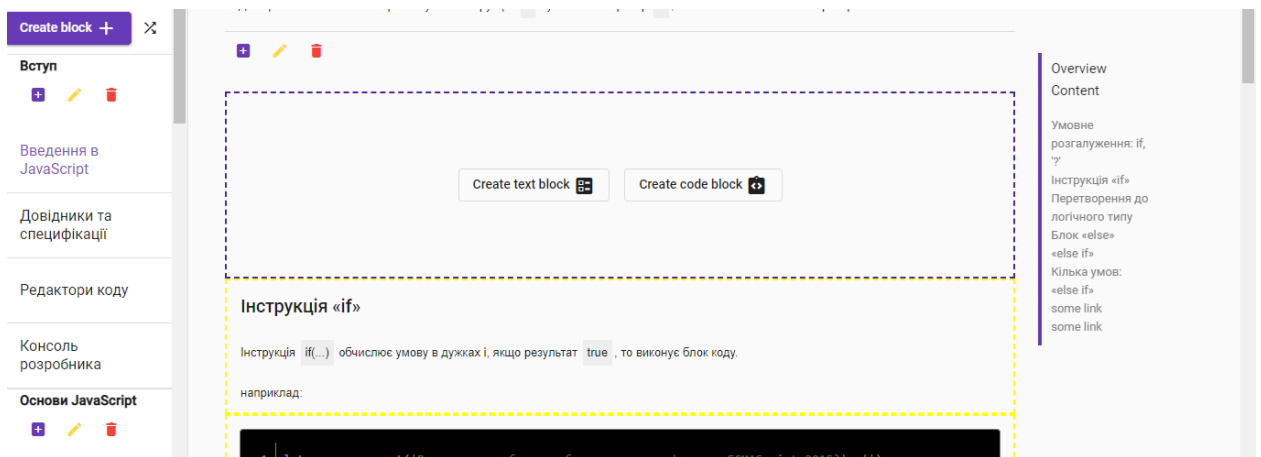 Create block
Вступ
Введення в
JavaScript
Довідники та
специфікації
Редактори коду
Консоль
розробника
Основи JavaScript
Create text block
Create code block
Інструкція «if»
Інструкція if(...) обчислює умову в дужках і, якщо результат true , то виконує блок коду.
наприклад:
Overview
Content
Умовне
розгалуження: if,
'?'
Інструкція «if»
Перетворення до
логічного типу
Блок «else»
«else if»
Кілька умов:
«else if»
some link
some link